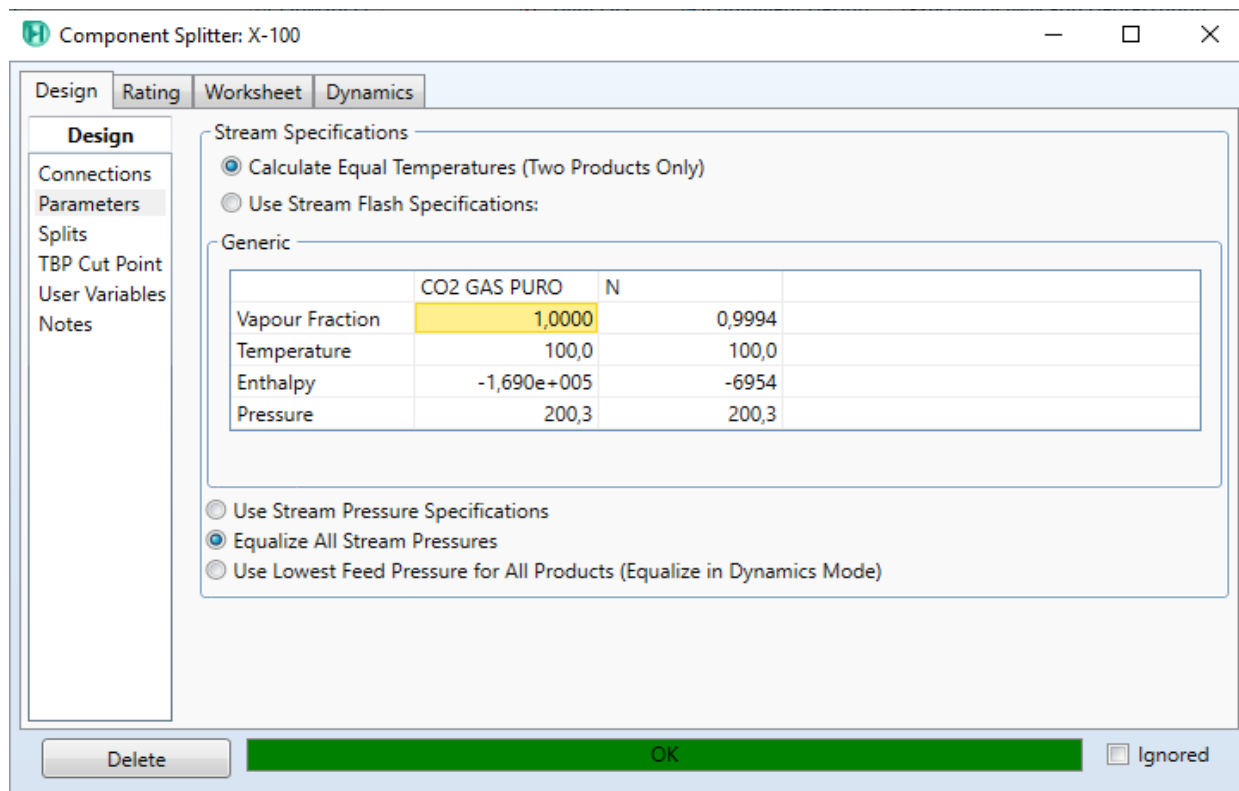 Component Splitter: X-100
Design Rating Worksheet Dynamics
Design
Connections
Parameters
Splits
TBP Cut Point
User Variables
Notes
Stream Specifications
Calculate Equal Temperatures (Two Products Only)
Use Stream Flash Specifications:
Generic
CO2 GAS PURO N
Vapour Fraction 1,0000 0,9994
Temperature 100,0 100,0
Enthalpy -1,690e+005 -6954
Pressure 200,3 200,3
Use Stream Pressure Specifications
Equalize All Stream Pressures
Use Lowest Feed Pressure for All Products (Equalize in Dynamics Mode)
Delete OK Ignored